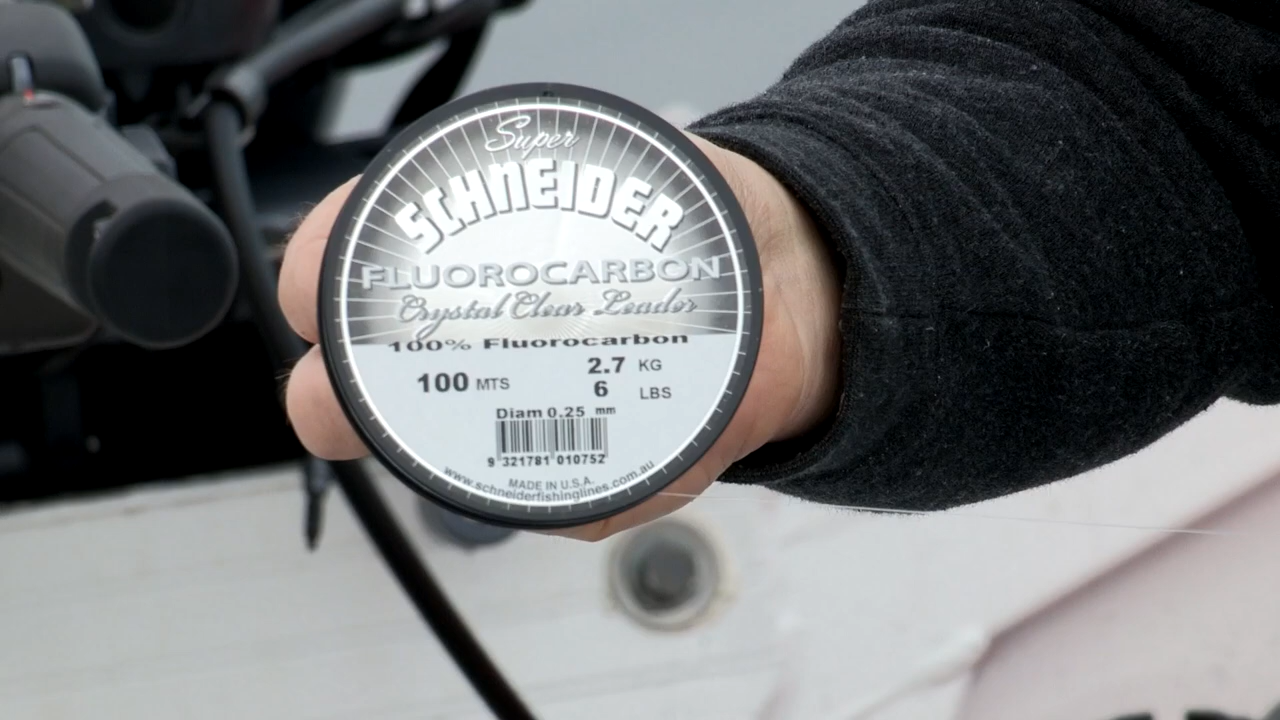 Super
SCHNEIDER
FLUOROCARBON
Crystal Clear Leader
100% Fluorocarbon
100 MTS 2.7 KG
6 LBS
Diam 0.25 mm
9 321781 010752
MADE IN U.S.A.
www.schneiderfishinglines.com.au